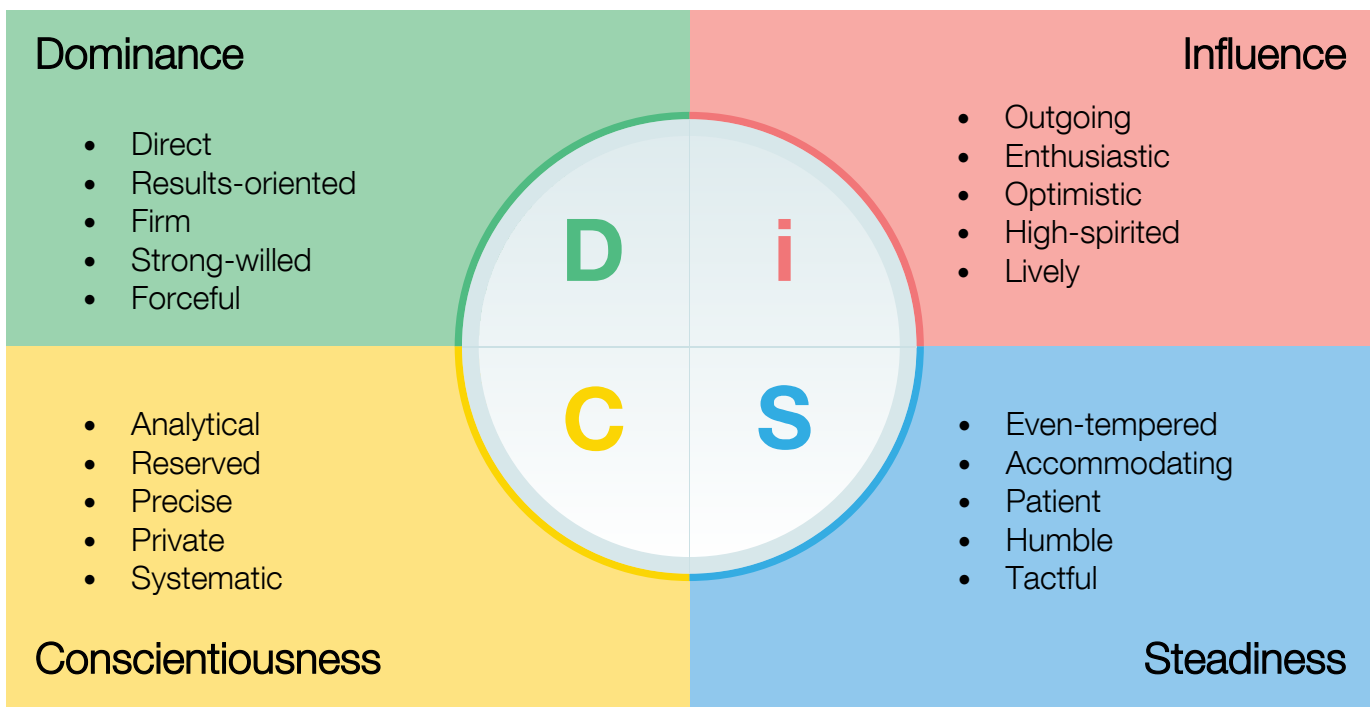 Dominance
• Direct
• Results-oriented
• Firm
• Strong-willed
• Forceful
Influence
• Outgoing
• Enthusiastic
• Optimistic
• High-spirited
• Lively
D
i
C
S
• Analytical
• Reserved
• Precise
• Private
• Systematic
Conscientiousness
• Even-tempered
• Accommodating
• Patient
• Humble
• Tactful
Steadiness